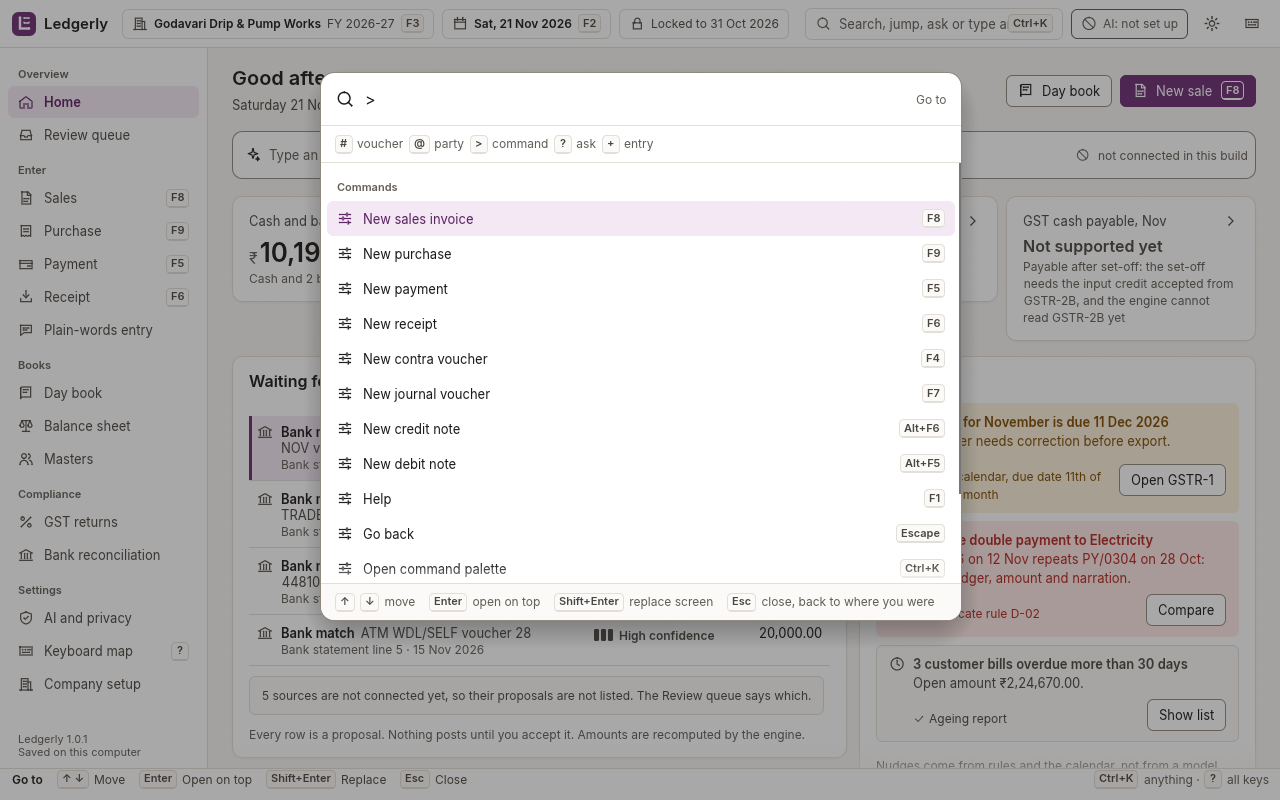 Ledgerly
Godavari Drip & Pump Works FY 2026-27 F3
Sat, 21 Nov 2026 F2
Locked to 31 Oct 2026
Search, jump, ask or type a Ctrl+K
AI: not set up
Overview
Home
Review queue
Enter
Sales F8
Purchase F9
Payment F5
Receipt F6
Plain-words entry
Books
Day book
Balance sheet
Masters
Compliance
GST returns
Bank reconciliation
Settings
AI and privacy
Keyboard map ?
Company setup
Ledgerly 1.0.1
Saved on this computer
Good afte
Saturday 21 No
Day book
New sale F8
Type an
not connected in this build
Cash and b
₹10,19
Cash and 2 b
GST cash payable, Nov
Not supported yet
Payable after set-off: the set-off
needs the input credit accepted from
GSTR-2B, and the engine cannot
read GSTR-2B yet
> Go to
# voucher @ party > command ? ask + entry
Commands
New sales invoice F8
New purchase F9
New payment F5
New receipt F6
New contra voucher F4
New journal voucher F7
New credit note Alt+F6
New debit note Alt+F5
Help F1
Go back Escape
Open command palette Ctrl+K
↑ ↓ move Enter open on top Shift+Enter replace screen Esc close, back to where you were
Waiting fo
Bank m
NOV v
Bank st
Bank m
TRADE
Bank st
Bank m
44810
Bank st
Bank match ATM WDL/SELF voucher 28 High confidence 20,000.00
Bank statement line 5 · 15 Nov 2026
5 sources are not connected yet, so their proposals are not listed. The Review queue says which.
Every row is a proposal. Nothing posts until you accept it. Amounts are recomputed by the engine.
for November is due 11 Dec 2026
er needs correction before export.
calendar, due date 11th of
month
Open GSTR-1
e double payment to Electricity
6 on 12 Nov repeats PY/0304 on 28 Oct:
dger, amount and narration.
cate rule D-02
Compare
3 customer bills overdue more than 30 days
Open amount ₹2,24,670.00.
Ageing report
Show list
Nudges come from rules and the calendar, not from a model.
Go to ↑ ↓ Move Enter Open on top Shift+Enter Replace Esc Close
Ctrl+K anything · ? all keys